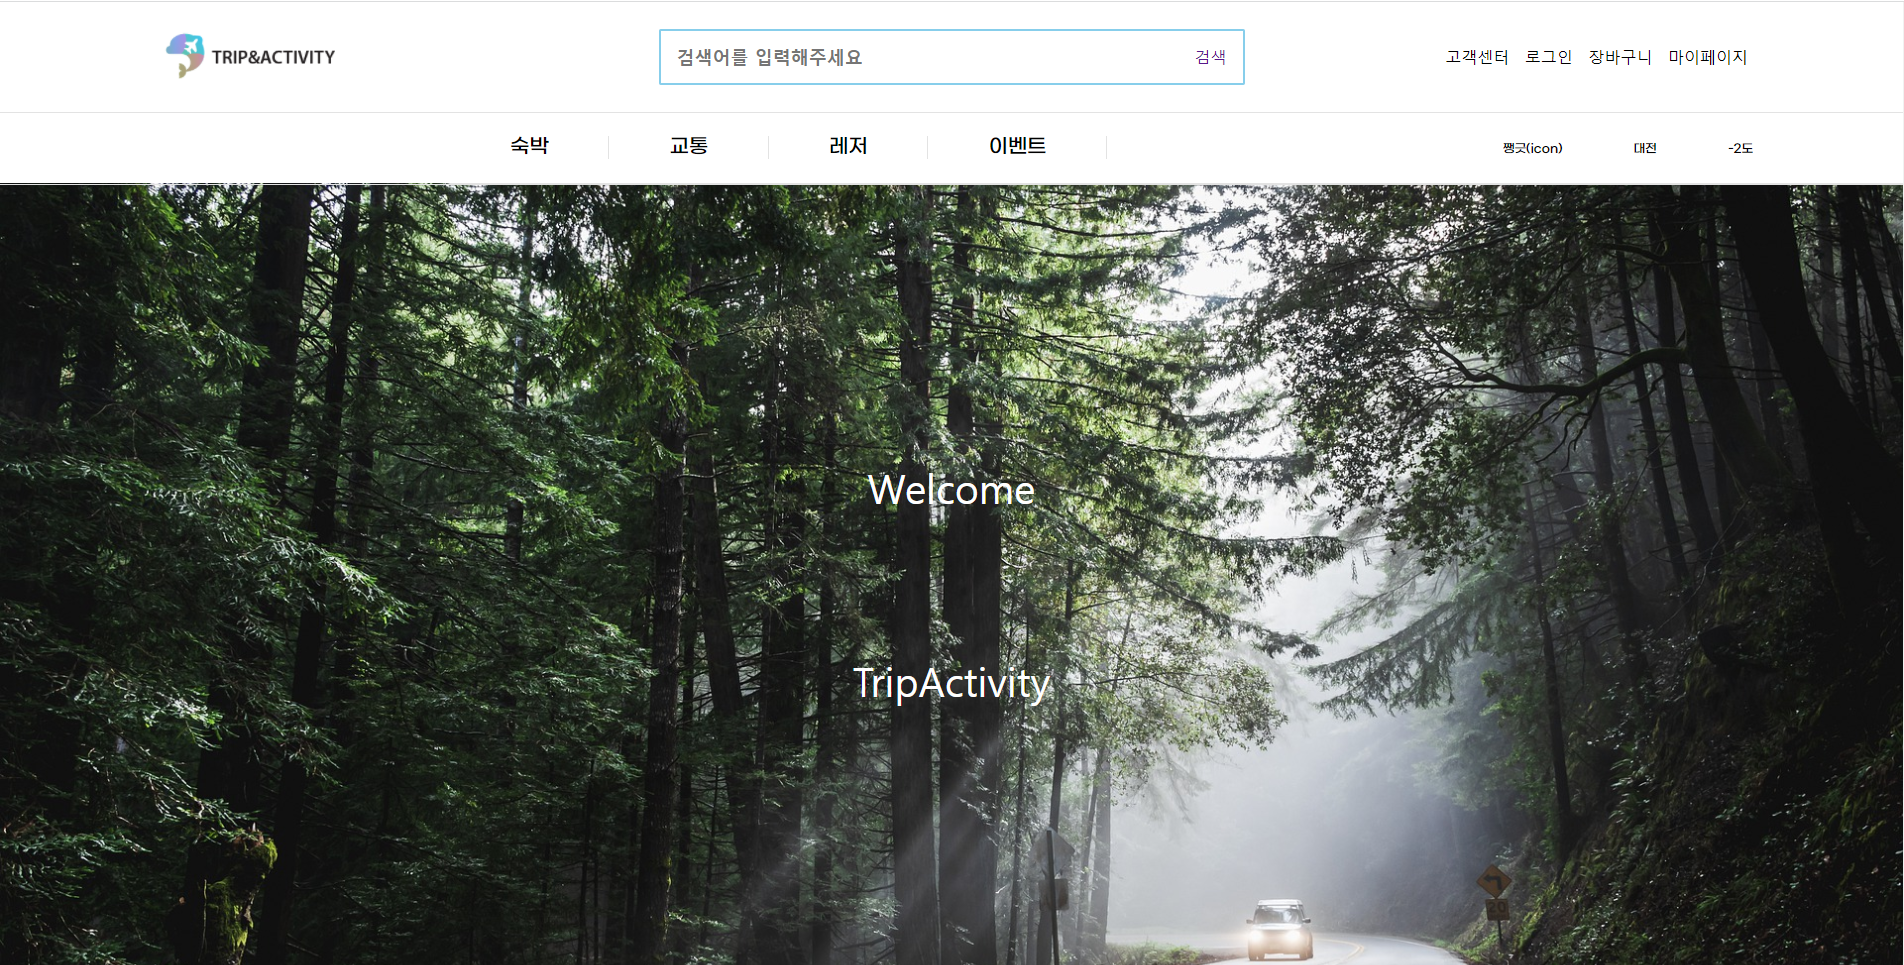 TRIP&ACTIVITY
검색어를 입력해주세요 검색
고객센터 로그인 장바구니 마이페이지
숙박 교통 레저 이벤트
쨍긋(icon) 대전 -2도
Welcome
TripActivity